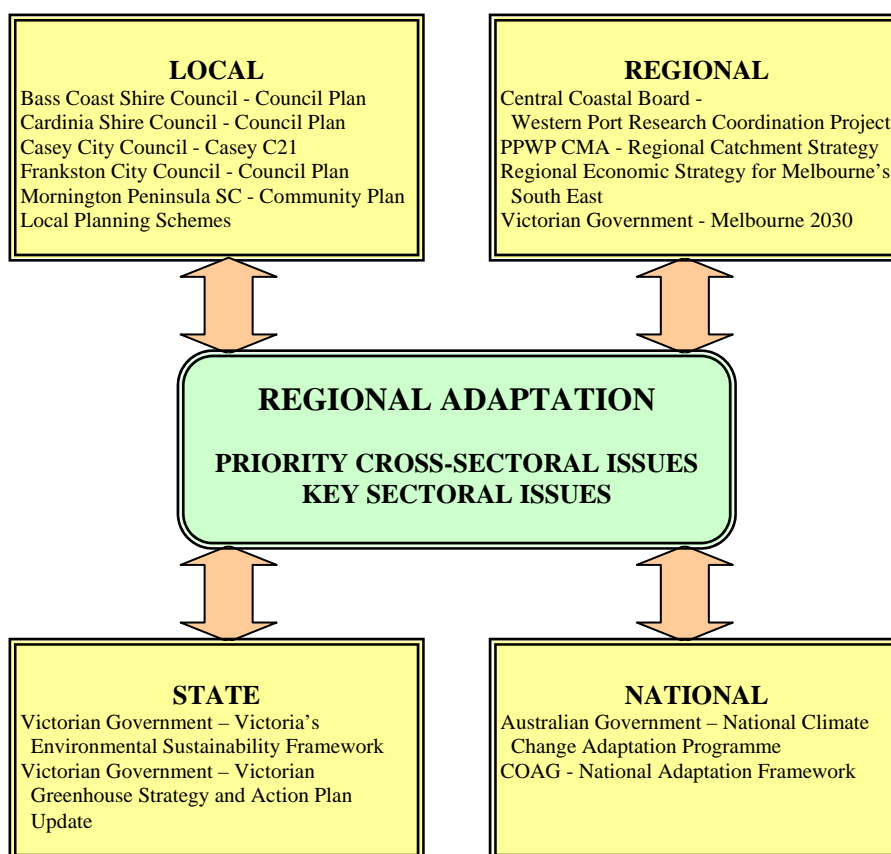 LOCAL
Bass Coast Shire Council - Council Plan
Cardinia Shire Council - Council Plan
Casey City Council - Casey C21
Frankston City Council - Council Plan
Mornington Peninsula SC - Community Plan
Local Planning Schemes
REGIONAL
Central Coastal Board -
Western Port Research Coordination Project
PPWP CMA - Regional Catchment Strategy
Regional Economic Strategy for Melbourne's
South East
Victorian Government - Melbourne 2030
REGIONAL ADAPTATION
PRIORITY CROSS-SECTORAL ISSUES
KEY SECTORAL ISSUES
STATE
Victorian Government – Victoria's
Environmental Sustainability Framework
Victorian Government – Victorian
Greenhouse Strategy and Action Plan
Update
NATIONAL
Australian Government – National Climate
Change Adaptation Programme
COAG - National Adaptation Framework